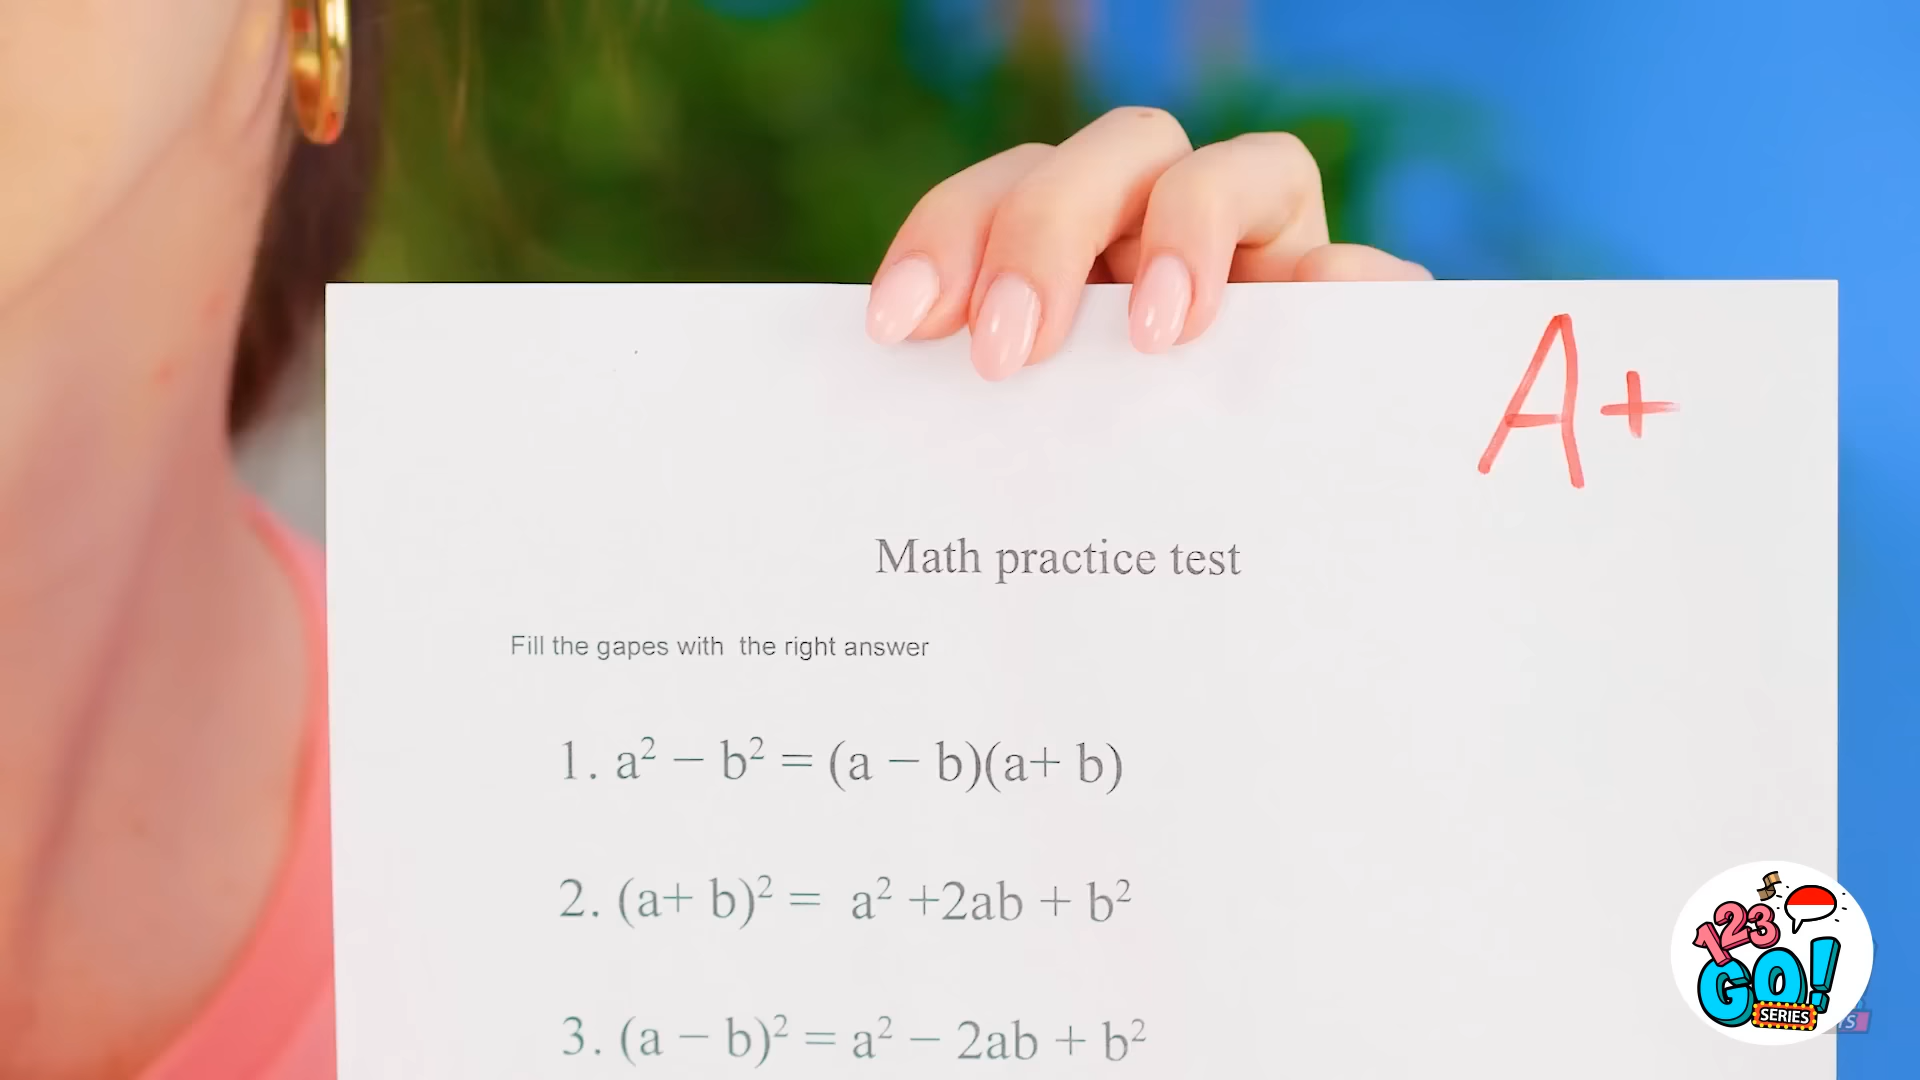 A+
Math practice test
Fill the gapes with  the right answer
1. a² − b² = (a − b)(a+ b)
2. (a+ b)² =  a² +2ab + b²
3. (a − b)² = a² − 2ab + b²
123
GO!
SERIES